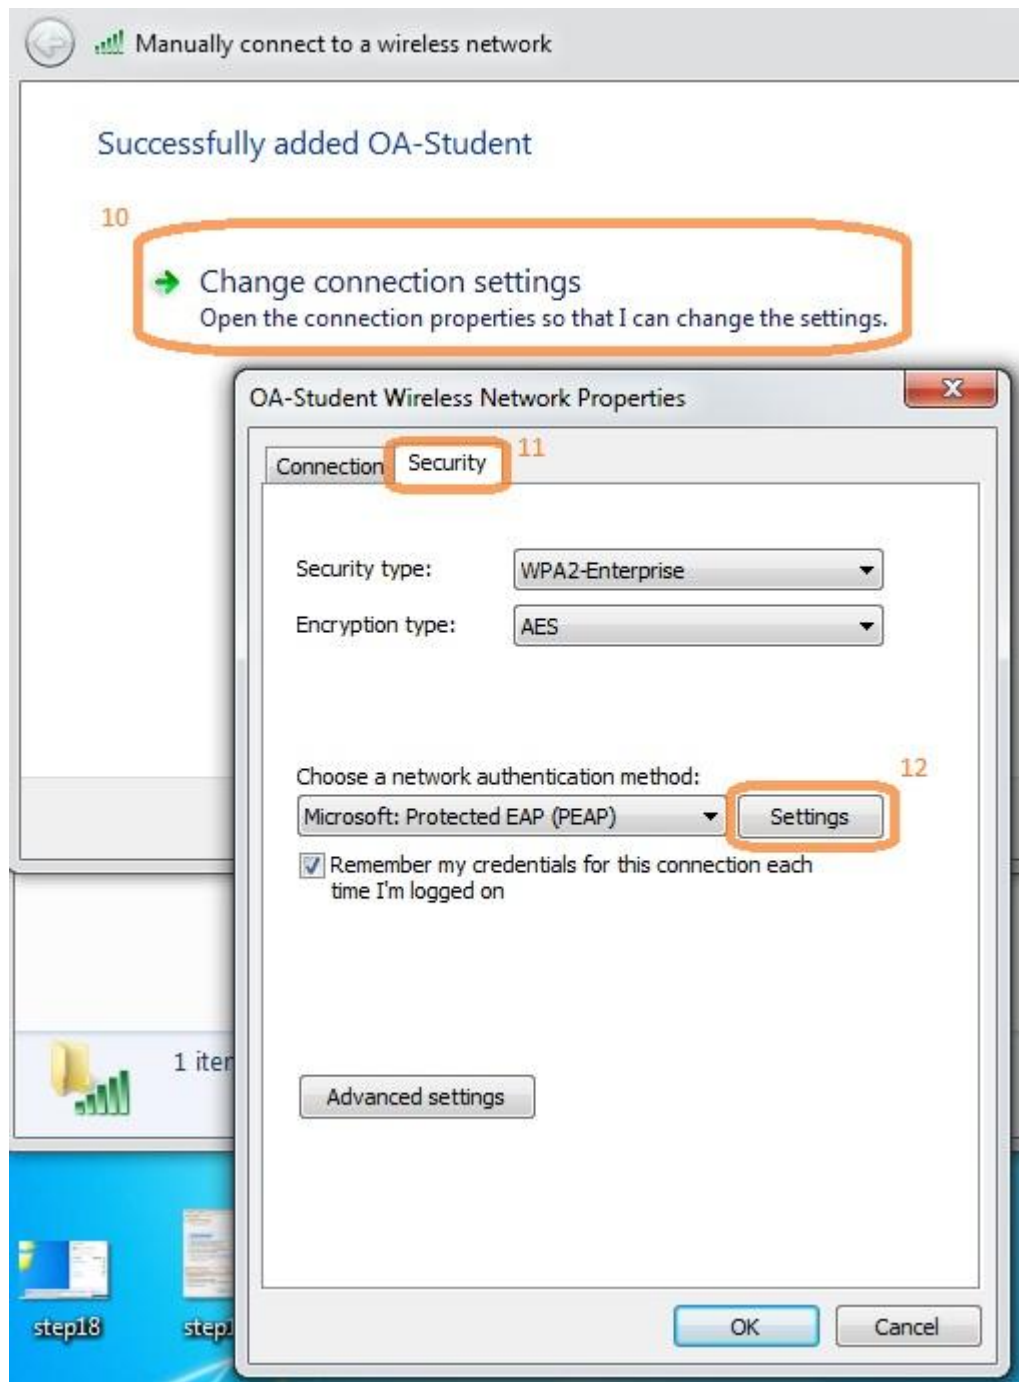 Manually connect to a wireless network
Successfully added OA-Student
10
Change connection settings
Open the connection properties so that I can change the settings.
OA-Student Wireless Network Properties
11
Connection Security
Security type: WPA2-Enterprise
Encryption type: AES
12
Choose a network authentication method:
Microsoft: Protected EAP (PEAP) Settings
Remember my credentials for this connection each
time I'm logged on
1
Advanced settings
step18
OK Cancel